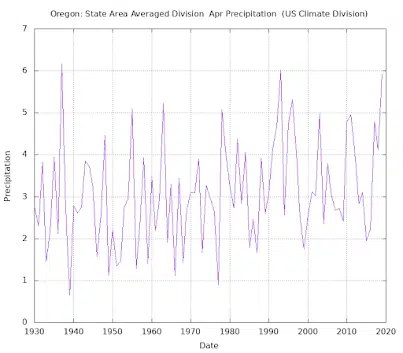 Oregon: State Area Averaged Division  Apr Precipitation  (US Climate Division)
7
6
5
4
3
2
1
0
Precipitation
1930 1940 1950 1960 1970 1980 1990 2000 2010 2020
Date